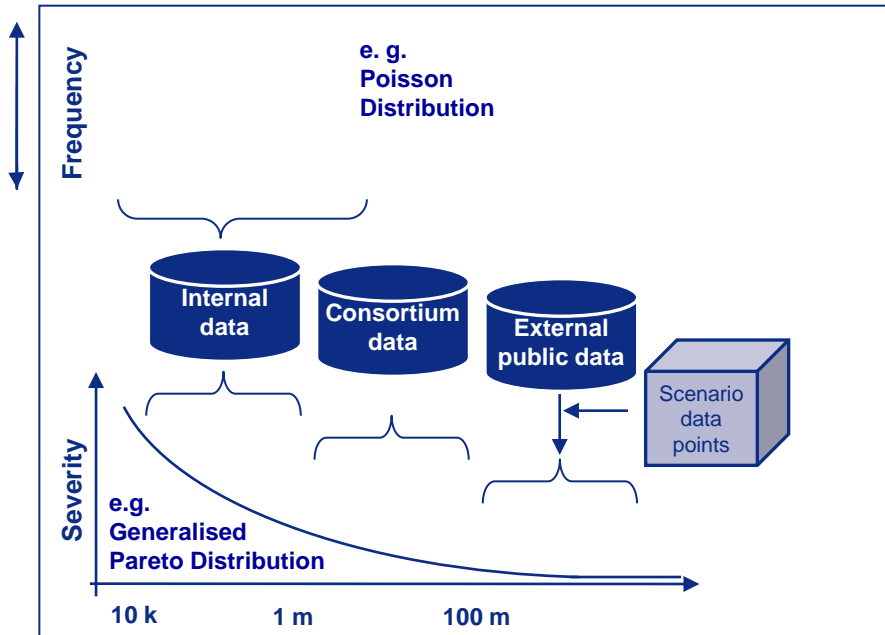 e. g.
Poisson
Distribution
Frequency
Internal
data
Consortium
data
External
public data
Scenario
data
points
Severity
e.g.
Generalised
Pareto Distribution
10 k
1 m
100 m